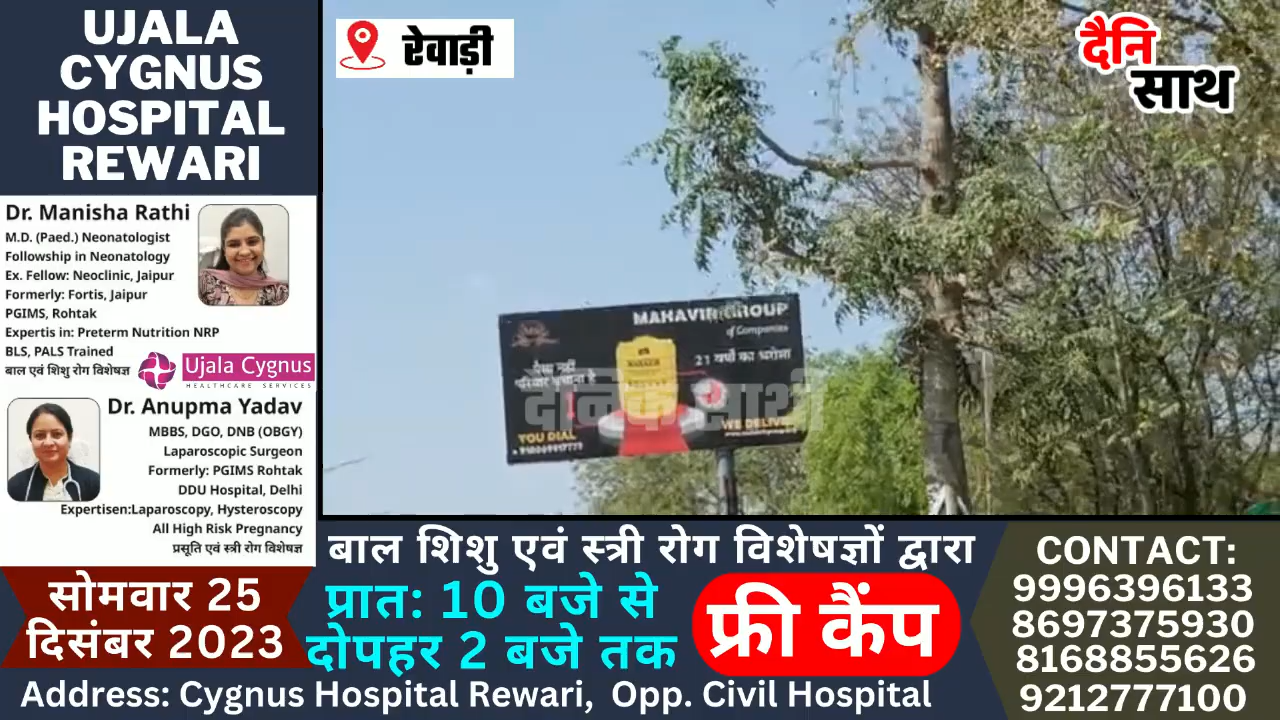 UJALA
CYGNUS
HOSPITAL
REWARI
Dr. Manisha Rathi
M.D. (Paed.) Neonatologist
Followship in Neonatology
Ex. Fellow: Neoclinic, Jaipur
Formerly: Fortis, Jaipur
PGIMS, Rohtak
Expertis in: Preterm Nutrition NRP
BLS, PALS Trained
बाल एवं शिशु रोग विशेषज्ञ
Ujala Cygnus
HEALTHCARE SERVICES
Dr. Anupma Yadav
MBBS, DGO, DNB (OBGY)
Laparoscopic Surgeon
Formerly: PGIMS Rohtak
DDU Hospital, Delhi
Expertisen:Laparoscopy, Hysteroscopy
All High Risk Pregnancy
प्रसूति एवं स्त्री रोग विशेषज्ञ
रेवाड़ी
दैनि
साथ
MAHAVIR GROUP
of Companies
21 वर्षों का भरोसा
पैसा नहीं
परिवार बचाना है
दैनिक साथी
YOU DIAL
WE DELIVER
बाल शिशु एवं स्त्री रोग विशेषज्ञों द्वारा
सोमवार 25
दिसंबर 2023
प्रात: 10 बजे से
दोपहर 2 बजे तक
फ्री कैंप
Address: Cygnus Hospital Rewari, Opp. Civil Hospital
CONTACT:
9996396133
8697375930
8168855626
9212777100